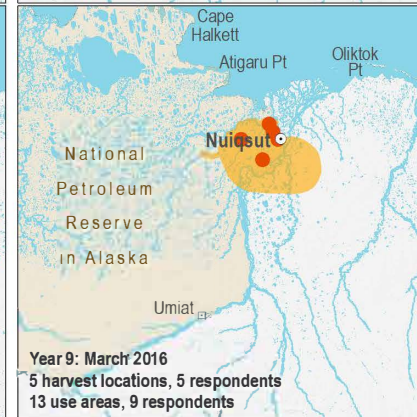 Cape
Halkett
Atigaru Pt
Oliktok
Pt
Nuiqsut
National
Petroleum
Reserve
in Alaska
Umiat
Year 9: March 2016
5 harvest locations, 5 respondents
13 use areas, 9 respondents